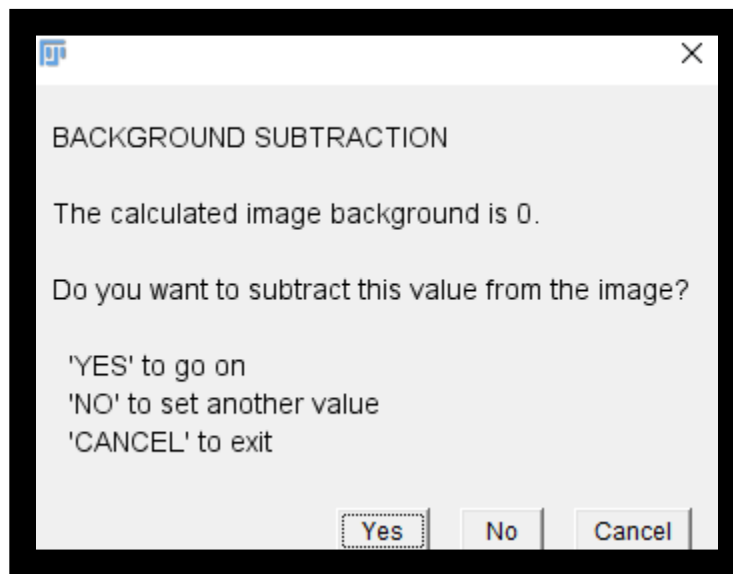 BACKGROUND SUBTRACTION
The calculated image background is 0.
Do you want to subtract this value from the image?
'YES' to go on
'NO' to set another value
'CANCEL' to exit
Yes No Cancel